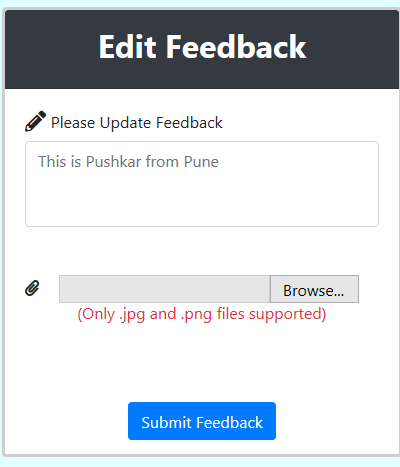 Edit Feedback
Please Update Feedback
This is Pushkar from Pune
Browse...
(Only .jpg and .png files supported)
Submit Feedback